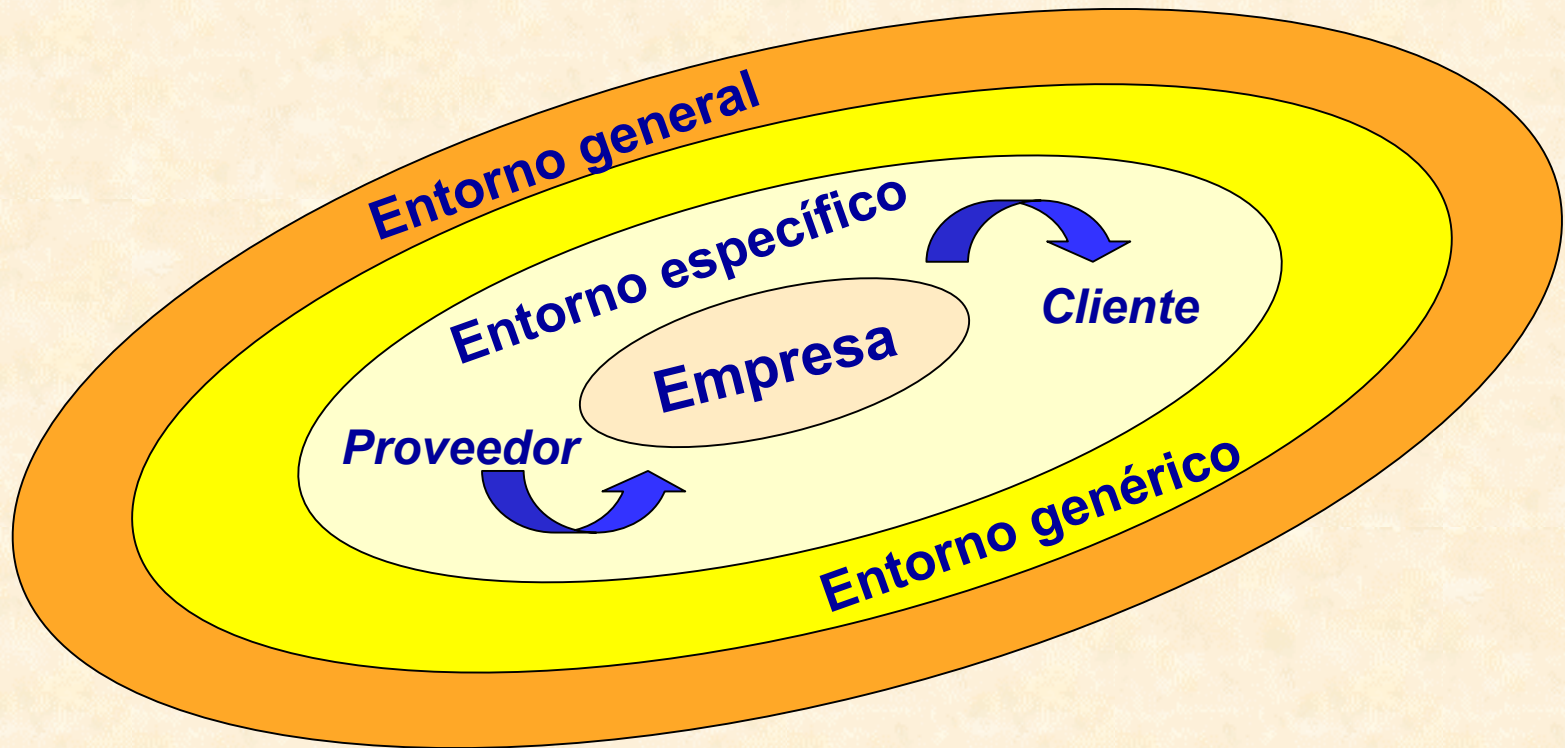 Entorno general
Entorno específico
Cliente
Empresa
Proveedor
Entorno genérico